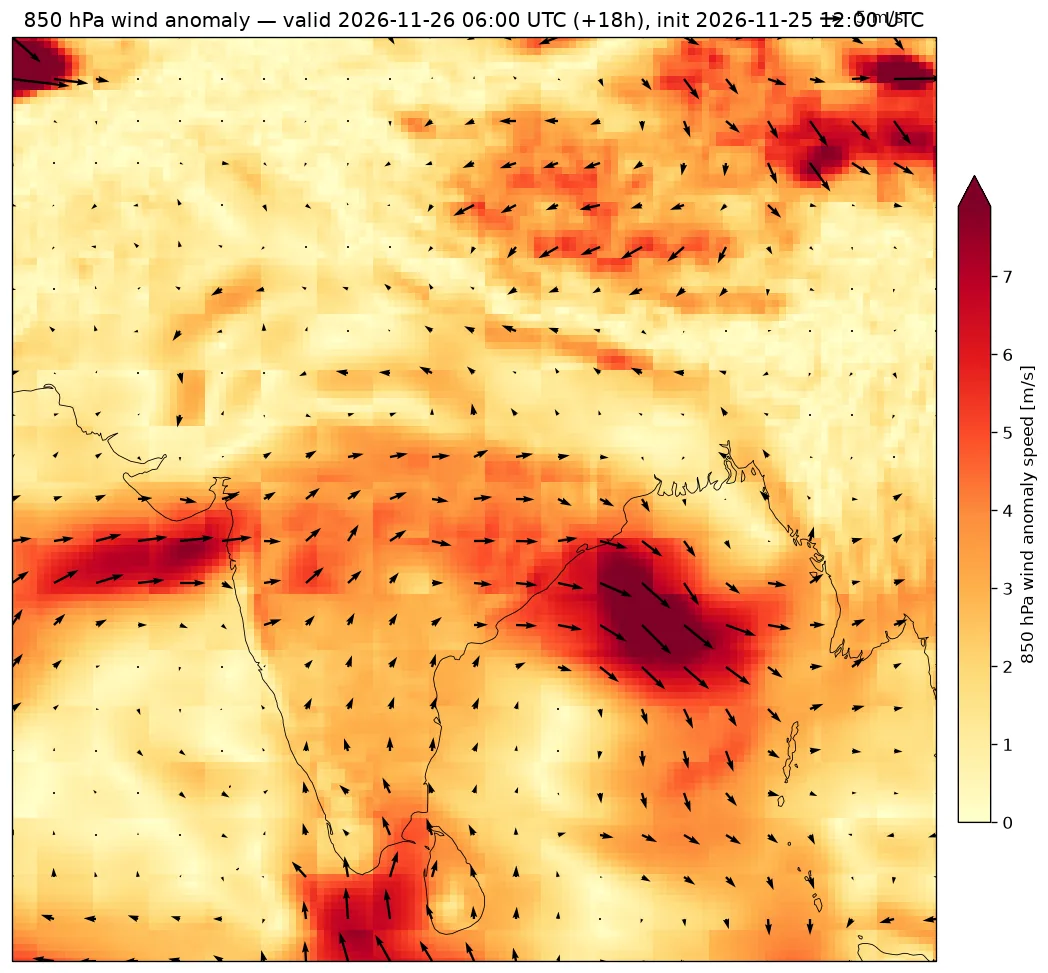 850 hPa wind anomaly — valid 2026-11-26 06:00 UTC (+18h), init 2026-11-25 12:00 UTC
5 m/s
7
6
5
4
3
2
1
0
850 hPa wind anomaly speed [m/s]